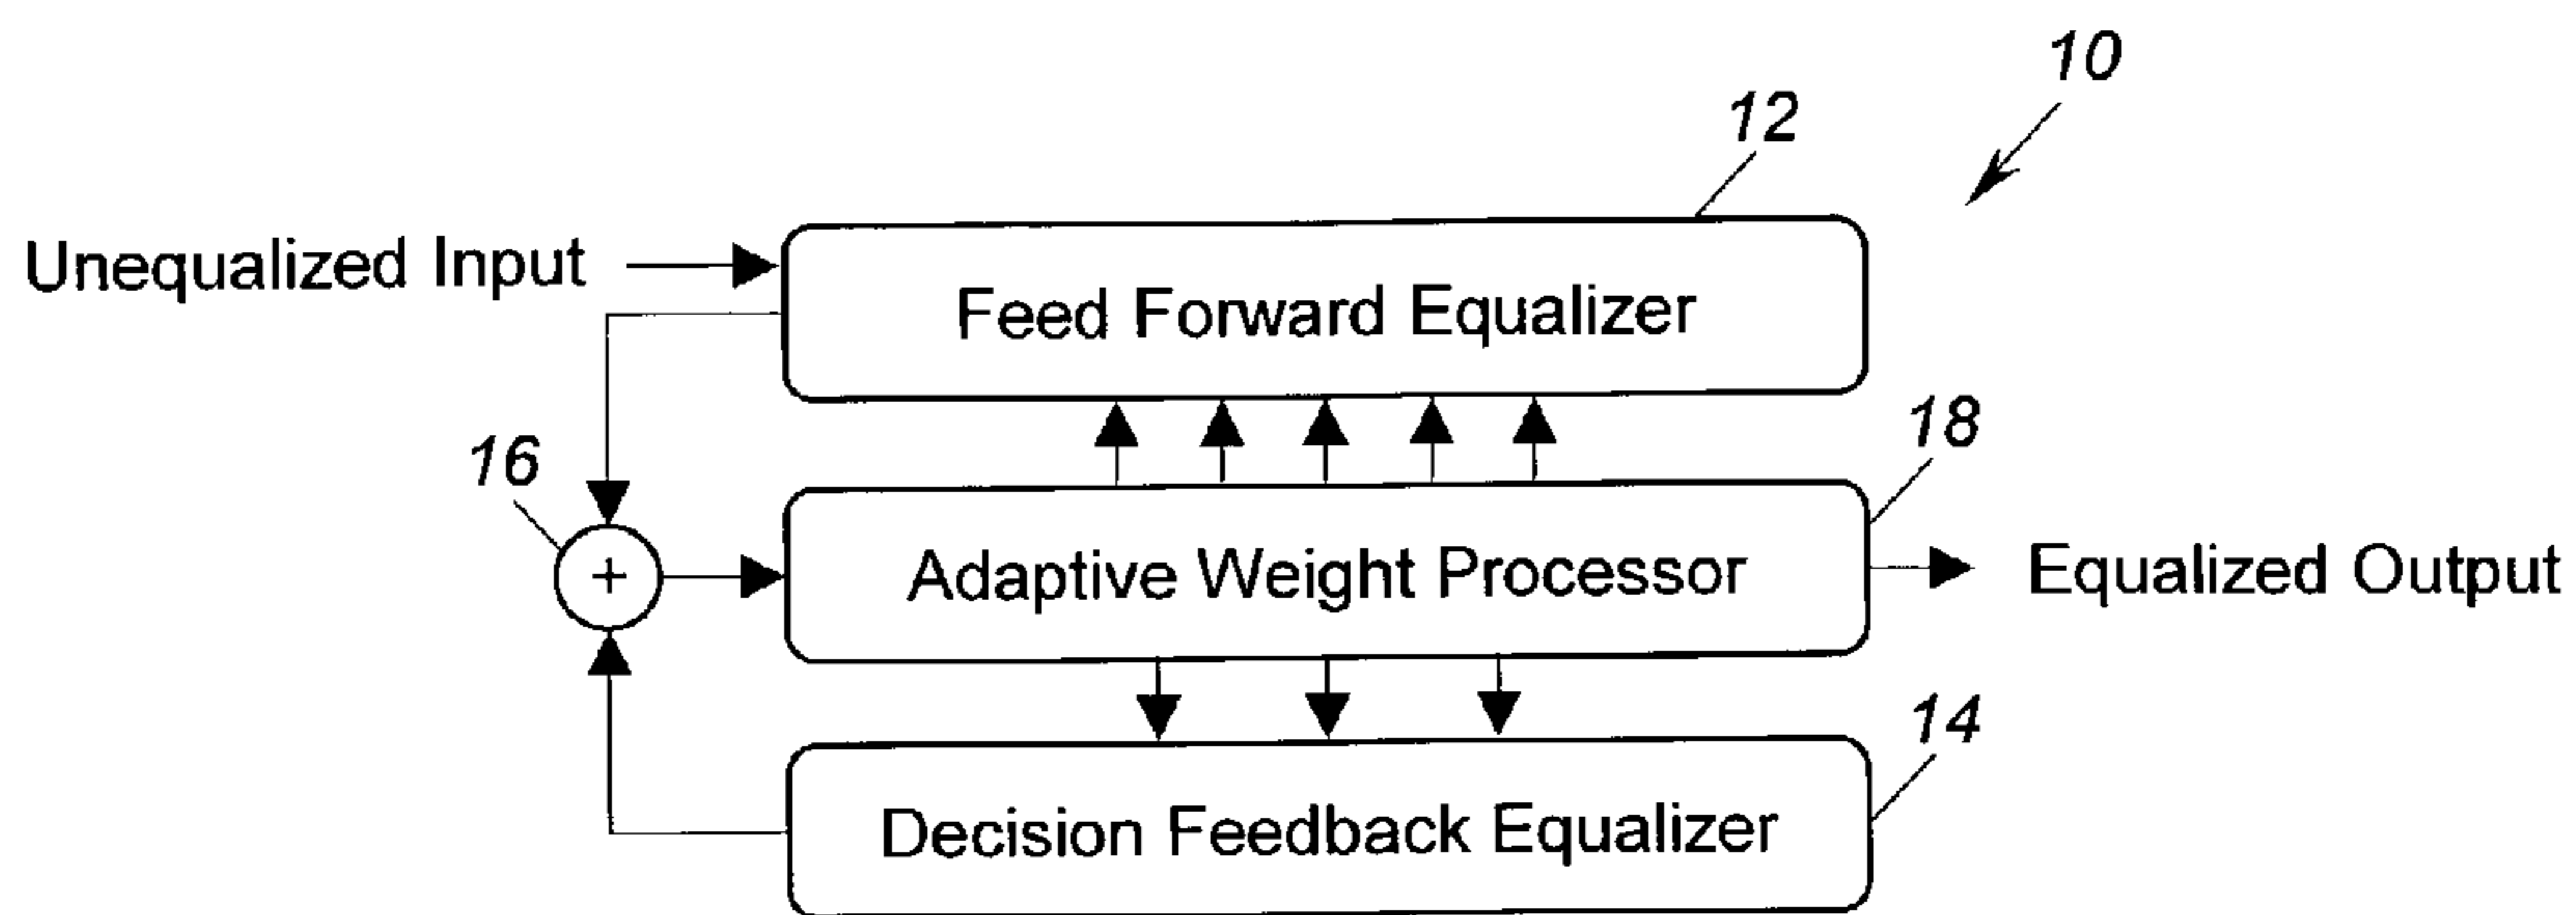 10
12
Unequalized Input
Feed Forward Equalizer
16
18
+
Adaptive Weight Processor
Equalized Output
14
Decision Feedback Equalizer